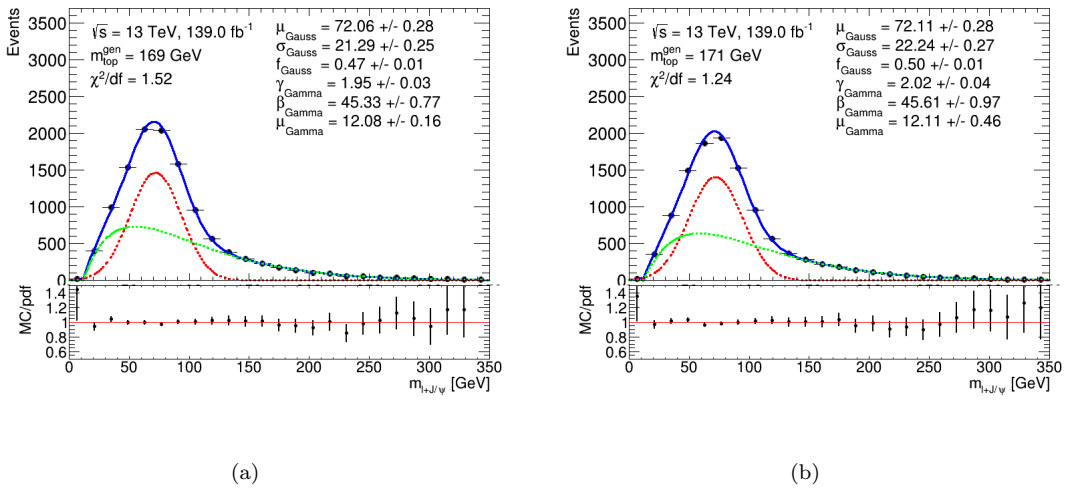 Events
3500
3000
2500
2000
1500
1000
500
0
√s = 13 TeV, 139.0 fb⁻¹
m_top^gen = 169 GeV
χ²/df = 1.52
μ_Gauss = 72.06 +/- 0.28
σ_Gauss = 21.29 +/- 0.25
f_Gauss = 0.47 +/- 0.01
γ_Gamma = 1.95 +/- 0.03
β_Gamma = 45.33 +/- 0.77
μ_Gamma = 12.08 +/- 0.16
MC/pdf
1.4
1.2
1
0.8
0.6
0 50 100 150 200 250 300 350
m_l+J/ψ [GeV]
(a)
Events
3500
3000
2500
2000
1500
1000
500
0
√s = 13 TeV, 139.0 fb⁻¹
m_top^gen = 171 GeV
χ²/df = 1.24
μ_Gauss = 72.11 +/- 0.28
σ_Gauss = 22.24 +/- 0.27
f_Gauss = 0.50 +/- 0.01
γ_Gamma = 2.02 +/- 0.04
β_Gamma = 45.61 +/- 0.97
μ_Gamma = 12.11 +/- 0.46
MC/pdf
1.4
1.2
1
0.8
0.6
0 50 100 150 200 250 300 350
m_l+J/ψ [GeV]
(b)